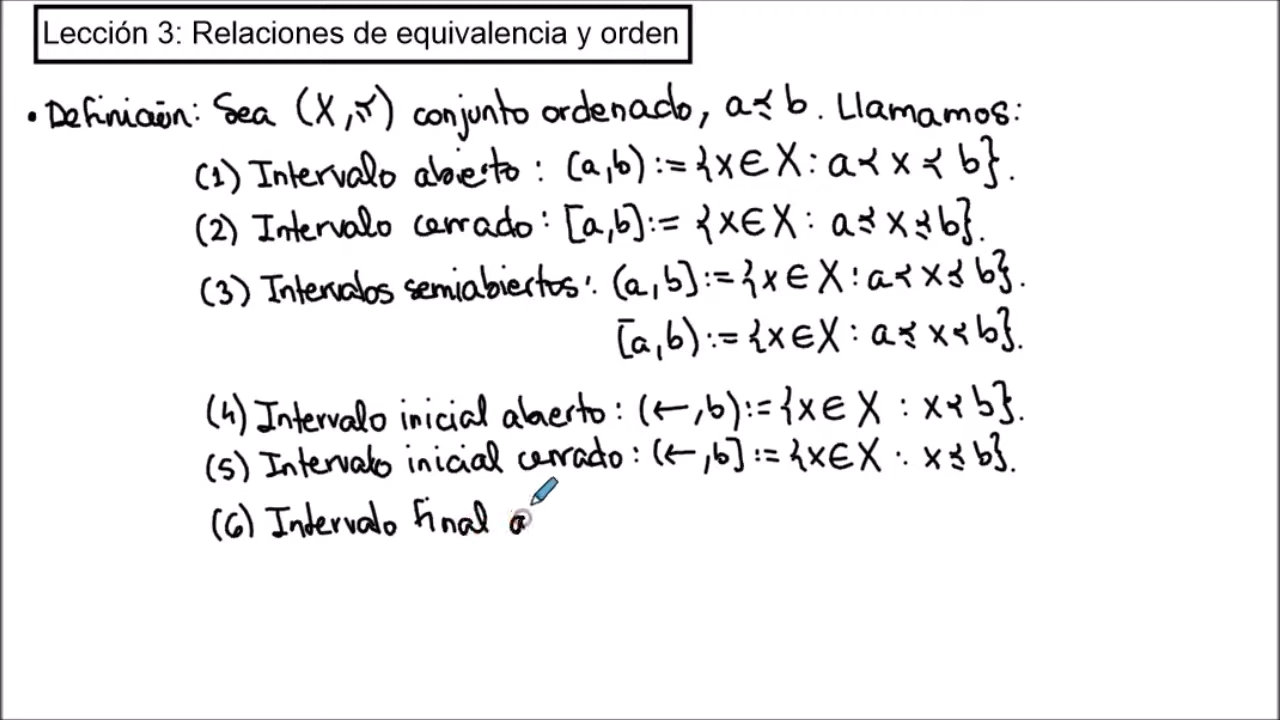 Lección 3: Relaciones de equivalencia y orden
• Definición: Sea (X,≼) conjunto ordenado, a≼b. Llamamos:
(1) Intervalo abierto: (a,b):={x∈X: a≺x≺b}.
(2) Intervalo cerrado: [a,b]:={x∈X: a≼x≼b}.
(3) Intervalos semiabiertos: (a,b]:={x∈X: a≺x≼b}.
[a,b):={x∈X: a≼x≺b}.
(4) Intervalo inicial abierto: (←,b):={x∈X: x≺b}.
(5) Intervalo inicial cerrado: (←,b]:={x∈X: x≼b}.
(6) Intervalo final a